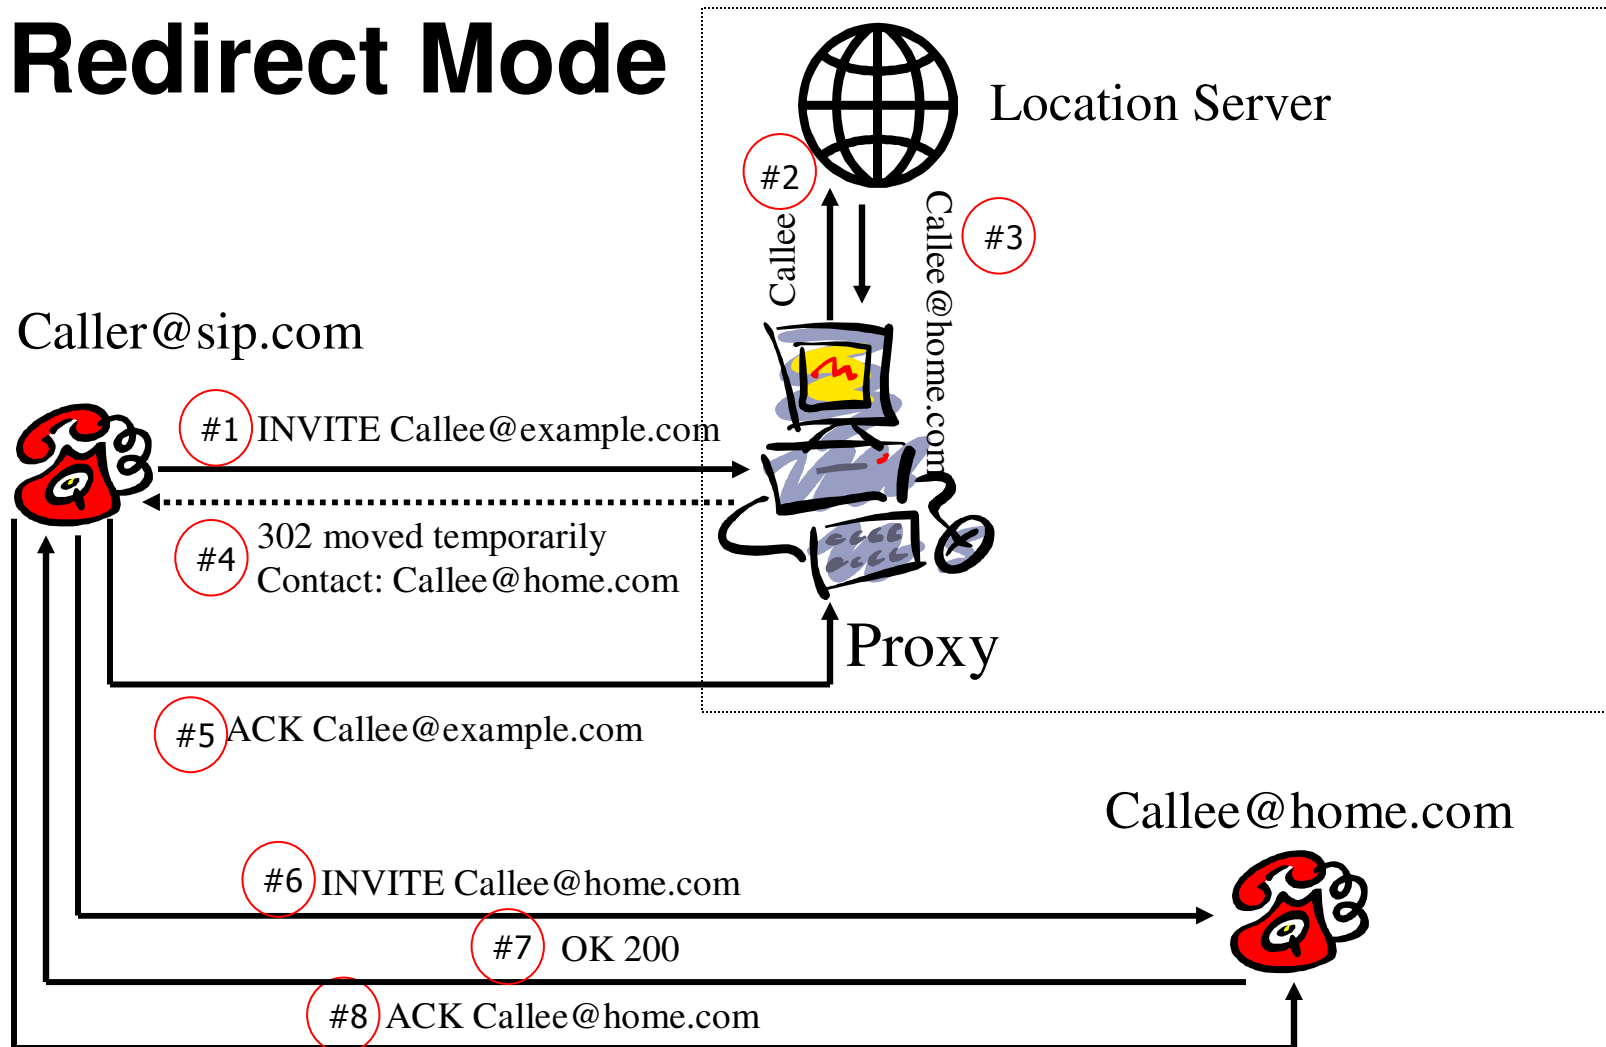 Redirect Mode
Location Server
#2
Callee
Callee@home.com
#3
Caller@sip.com
#1 INVITE Callee@example.com
#4 302 moved temporarily
Contact: Callee@home.com
Proxy
#5 ACK Callee@example.com
Callee@home.com
#6 INVITE Callee@home.com
#7 OK 200
#8 ACK Callee@home.com